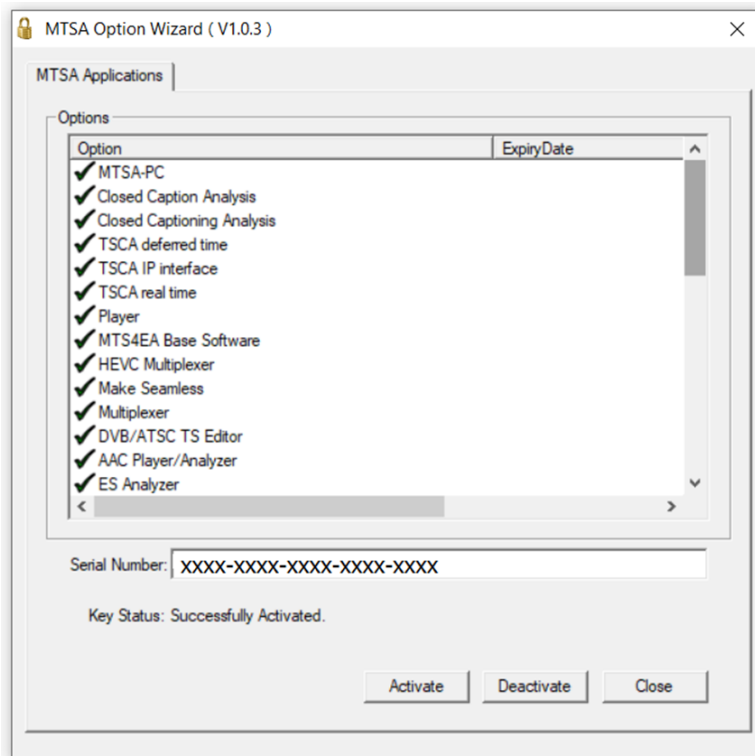 MTSA Option Wizard ( V1.0.3 )
MTSA Applications
Options
Option ExpiryDate
MTSA-PC
Closed Caption Analysis
Closed Captioning Analysis
TSCA deferred time
TSCA IP interface
TSCA real time
Player
MTS4EA Base Software
HEVC Multiplexer
Make Seamless
Multiplexer
DVB/ATSC TS Editor
AAC Player/Analyzer
ES Analyzer
Serial Number: XXXX-XXXX-XXXX-XXXX-XXXX
Key Status: Successfully Activated.
Activate Deactivate Close